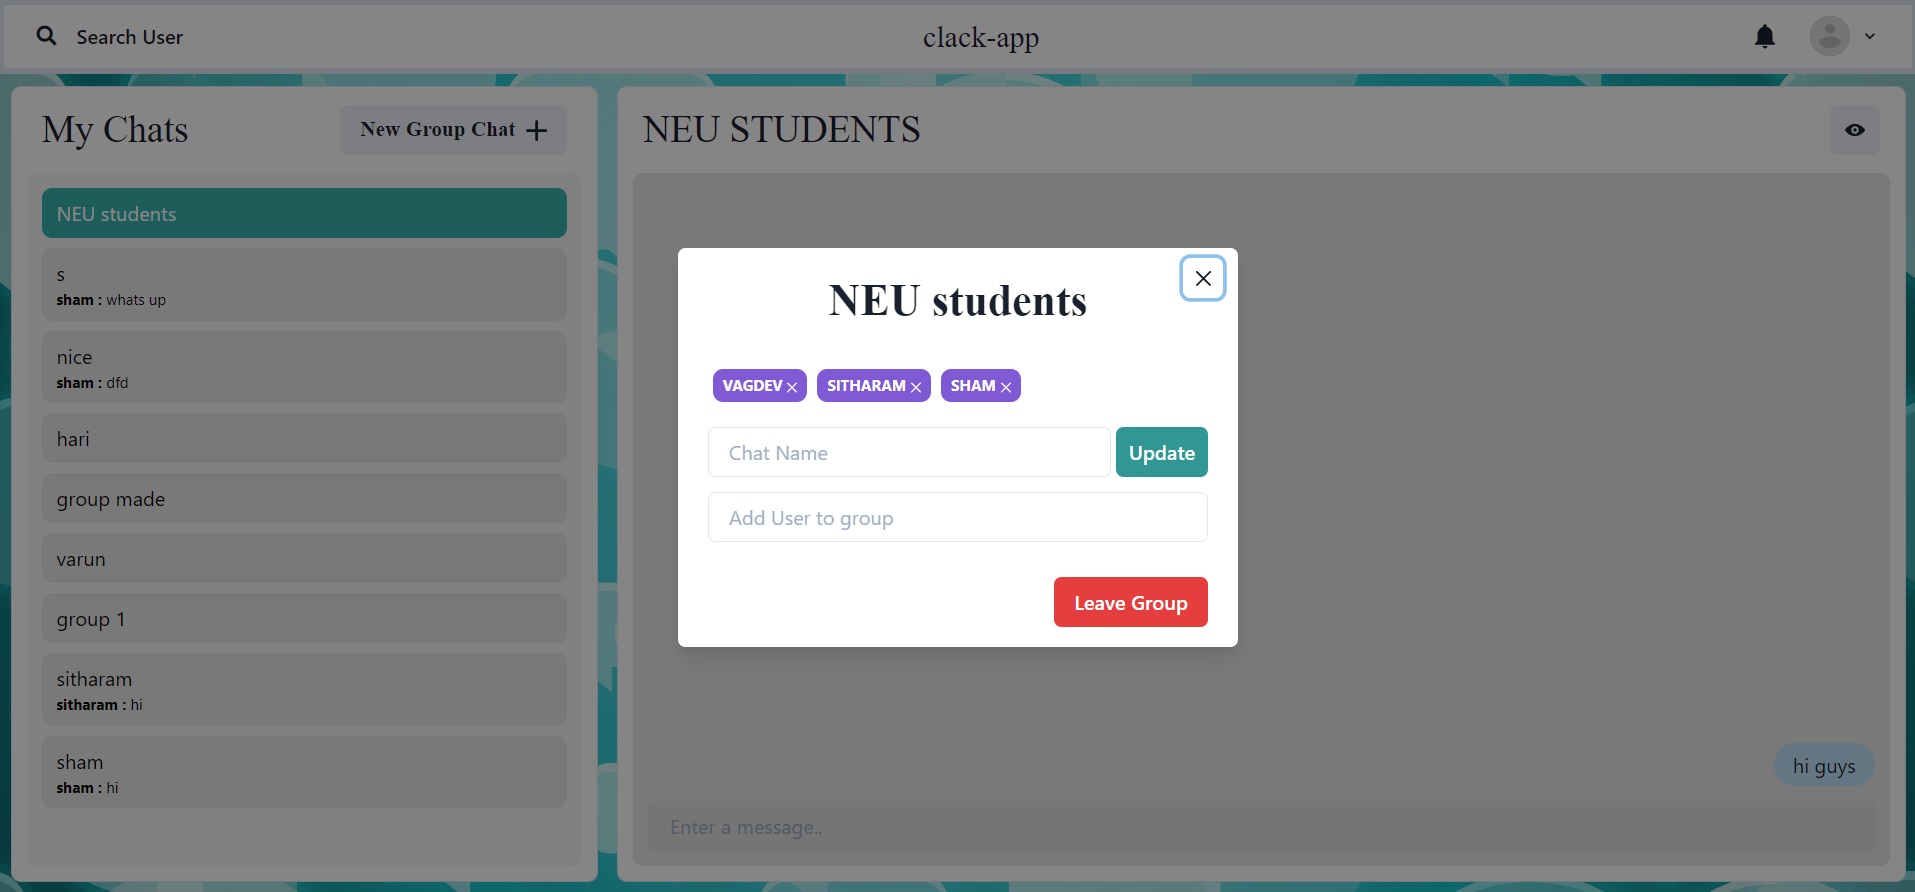 Search User
clack-app
My Chats
New Group Chat
NEU students
s
sham : whats up
nice
sham : dfd
hari
group made
varun
group 1
sitharam
sitharam : hi
sham
sham : hi
NEU STUDENTS
NEU students
VAGDEV SITHARAM SHAM
Chat Name
Update
Add User to group
Leave Group
hi guys
Enter a message..